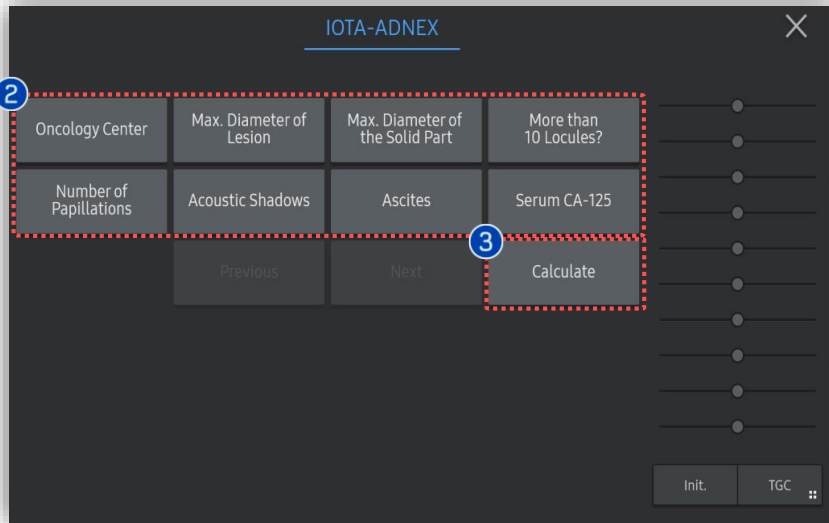 IOTA-ADNEX
2
Oncology Center
Max. Diameter of
Lesion
Max. Diameter of
the Solid Part
More than
10 Locules?
Number of
Papillations
Acoustic Shadows
Ascites
Serum CA-125
3
Previous
Next
Calculate
Init.
TGC